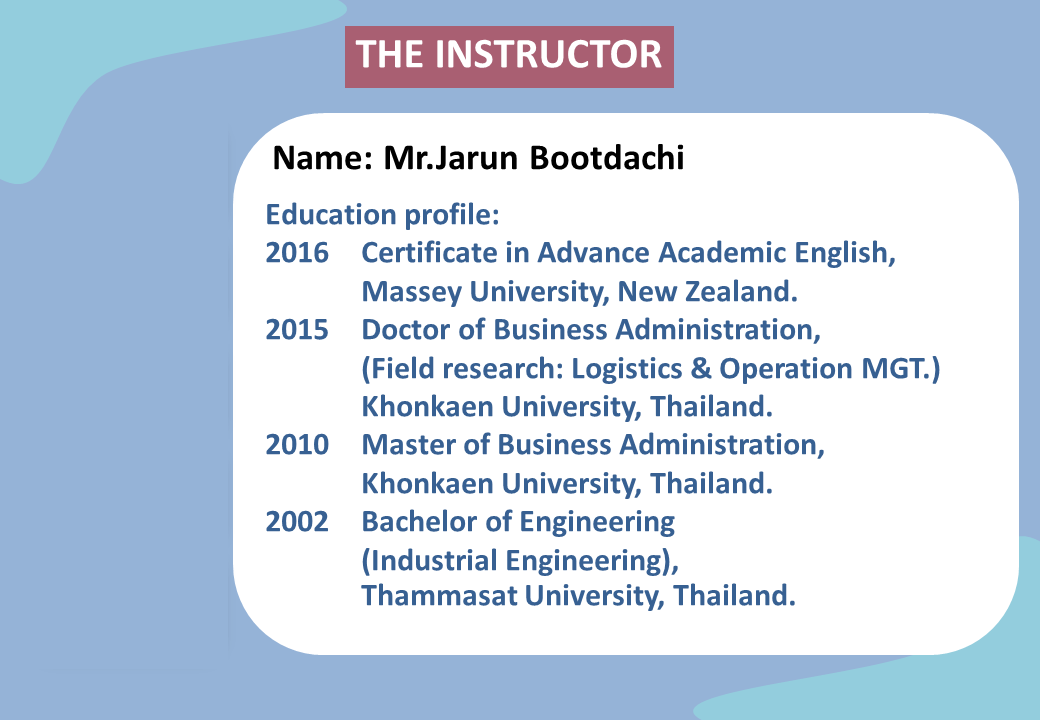 THE INSTRUCTOR
Name: Mr.Jarun Bootdachi
Education profile:
2016 Certificate in Advance Academic English,
Massey University, New Zealand.
2015 Doctor of Business Administration,
(Field research: Logistics & Operation MGT.)
Khonkaen University, Thailand.
2010 Master of Business Administration,
Khonkaen University, Thailand.
2002 Bachelor of Engineering
(Industrial Engineering),
Thammasat University, Thailand.